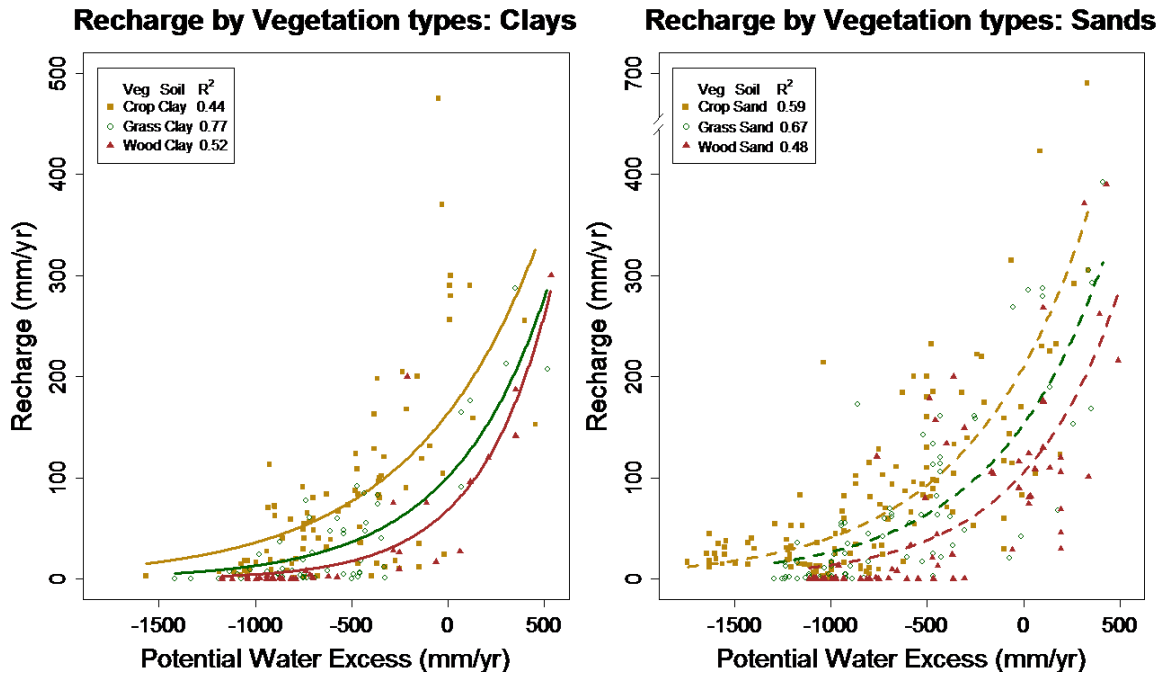 Recharge by Vegetation types: Clays
Veg Soil R²
Crop Clay 0.44
Grass Clay 0.77
Wood Clay 0.52
500
400
300
200
100
0
Recharge (mm/yr)
-1500 -1000 -500 0 500
Potential Water Excess (mm/yr)
Recharge by Vegetation types: Sands
Veg Soil R²
Crop Sand 0.59
Grass Sand 0.67
Wood Sand 0.48
700
400
300
200
100
0
Recharge (mm/yr)
-1500 -1000 -500 0 500
Potential Water Excess (mm/yr)